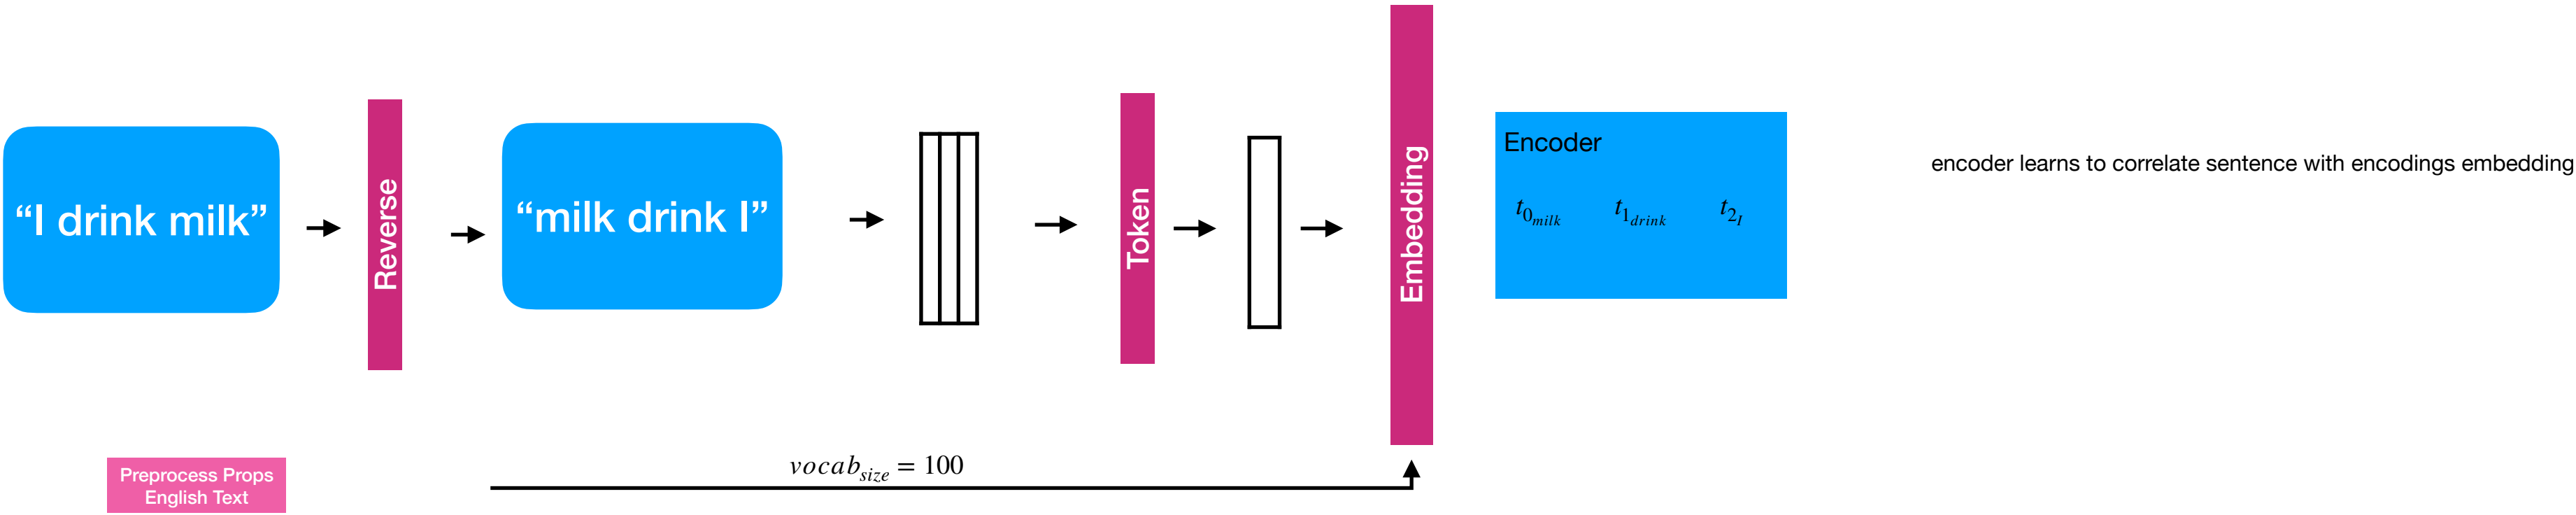 “I drink milk”
Reverse
“milk drink I”
Token
Embedding
Encoder
t0milk t1drink t2I
encoder learns to correlate sentence with encodings embedding
Preprocess Props
English Text
vocabsize = 100